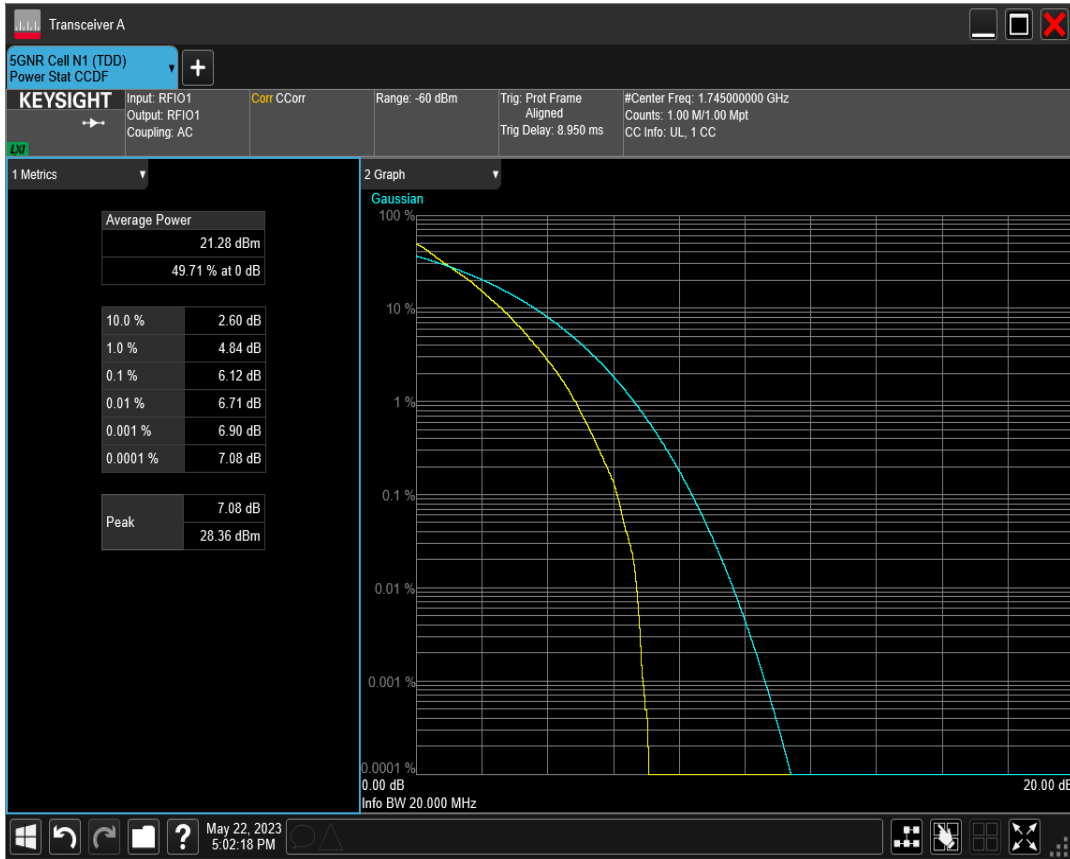 Transceiver A
5GNR Cell N1 (TDD)
Power Stat CCDF
KEYSIGHT
LXI
Input: RFIO1
Output: RFIO1
Coupling: AC
Corr CCorr
Range: -60 dBm
Trig: Prot Frame
Aligned
Trig Delay: 8.950 ms
#Center Freq: 1.745000000 GHz
Counts: 1.00 M/1.00 Mpt
CC Info: UL, 1 CC
1 Metrics
Average Power
21.28 dBm
49.71 % at 0 dB
10.0 % 2.60 dB
1.0 % 4.84 dB
0.1 % 6.12 dB
0.01 % 6.71 dB
0.001 % 6.90 dB
0.0001 % 7.08 dB
Peak 7.08 dB
28.36 dBm
2 Graph
Gaussian
100 %
10 %
1 %
0.1 %
0.01 %
0.001 %
0.0001 %
0.00 dB 20.00 dB
Info BW 20.000 MHz
?
May 22, 2023
5:02:18 PM